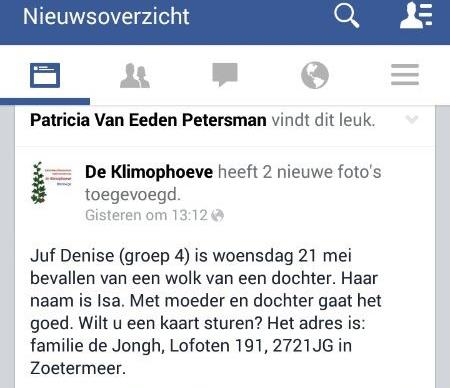 Nieuwsoverzicht
Patricia Van Eeden Petersman vindt dit leuk.
De Klimophoeve heeft 2 nieuwe foto's
toegevoegd.
Gisteren om 13:12
Juf Denise (groep 4) is woensdag 21 mei
bevallen van een wolk van een dochter. Haar
naam is Isa. Met moeder en dochter gaat het
goed. Wilt u een kaart sturen? Het adres is:
familie de Jongh, Lofoten 191, 2721JG in
Zoetermeer.